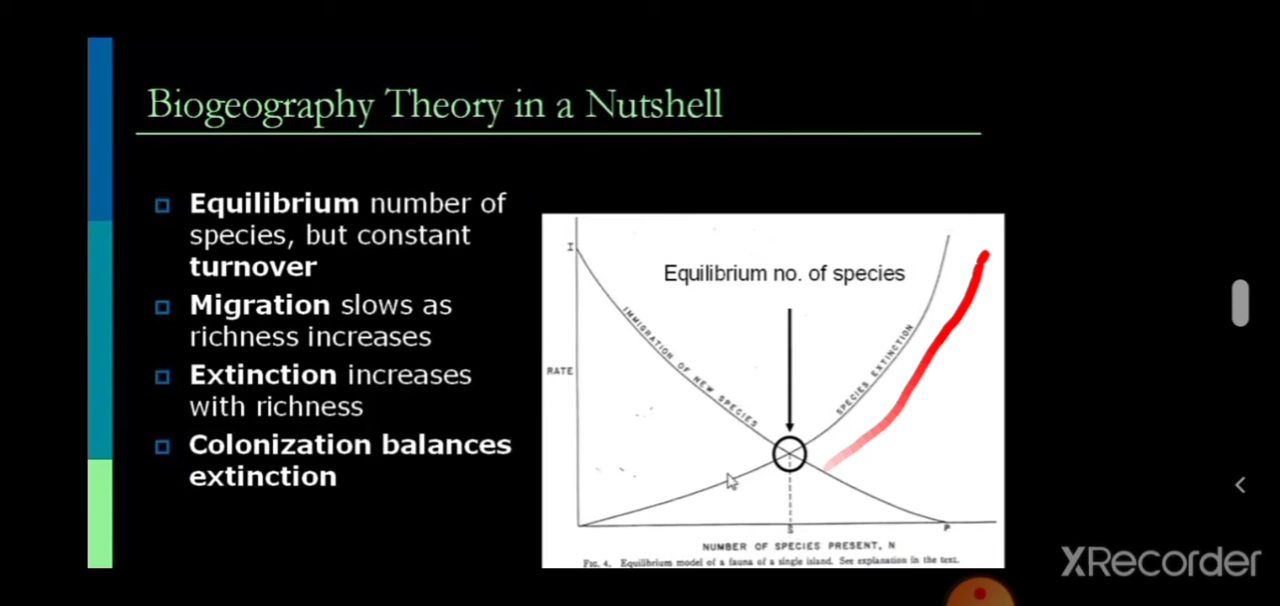 Biogeography Theory in a Nutshell
Equilibrium number of
species, but constant
turnover
Migration slows as
richness increases
Extinction increases
with richness
Colonization balances
extinction
I
Equilibrium no. of species
IMMIGRATION OF NEW SPECIES
SPECIES EXTINCTION
RATE
S
P
NUMBER OF SPECIES PRESENT, N
FIG. 4. Equilibrium model of a fauna of a single island. See explanation in the text.
XRecorder